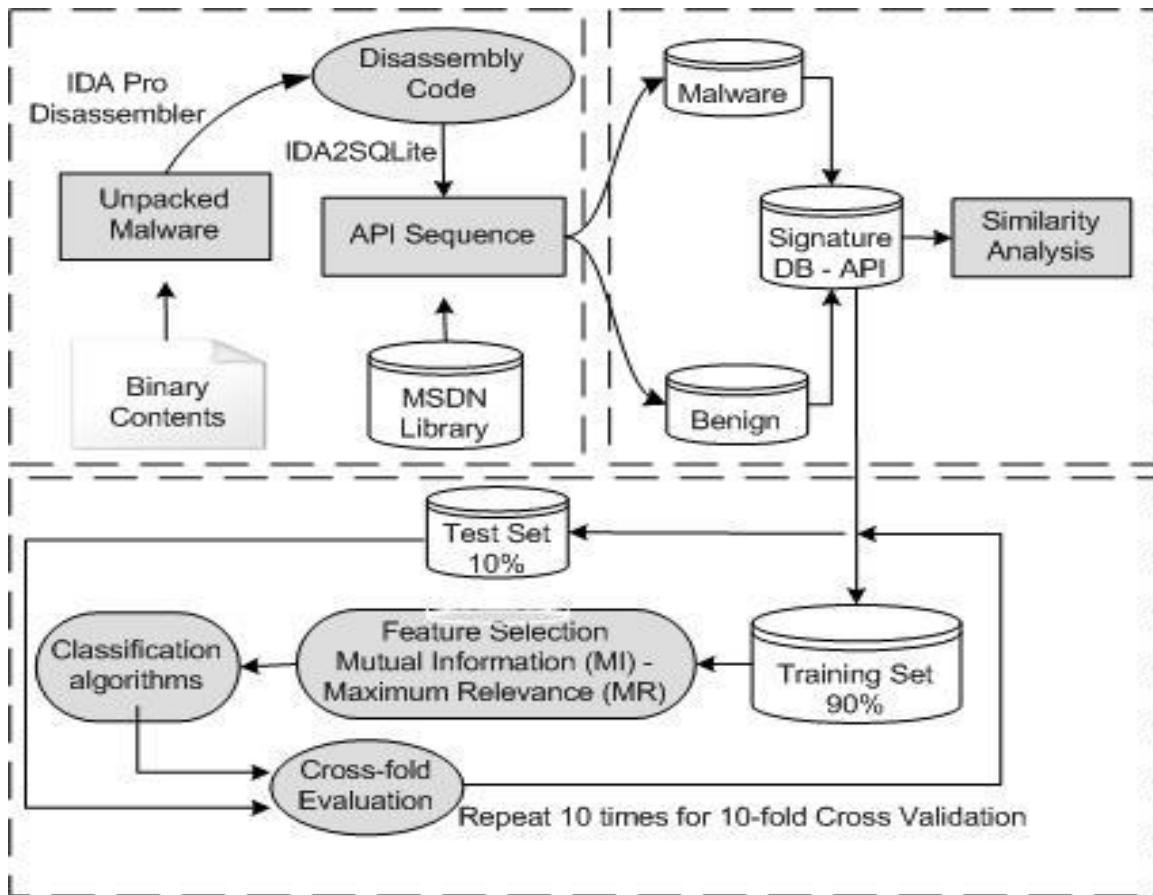 IDA Pro
Disassembler
Disassembly
Code
IDA2SQLite
Unpacked
Malware
API Sequence
Binary
Contents
MSDN
Library
Malware
Signature
DB - API
Similarity
Analysis
Benign
Test Set
10%
Classification
algorithms
Feature Selection
Mutual Information (MI) -
Maximum Relevance (MR)
Training Set
90%
Cross-fold
Evaluation
Repeat 10 times for 10-fold Cross Validation